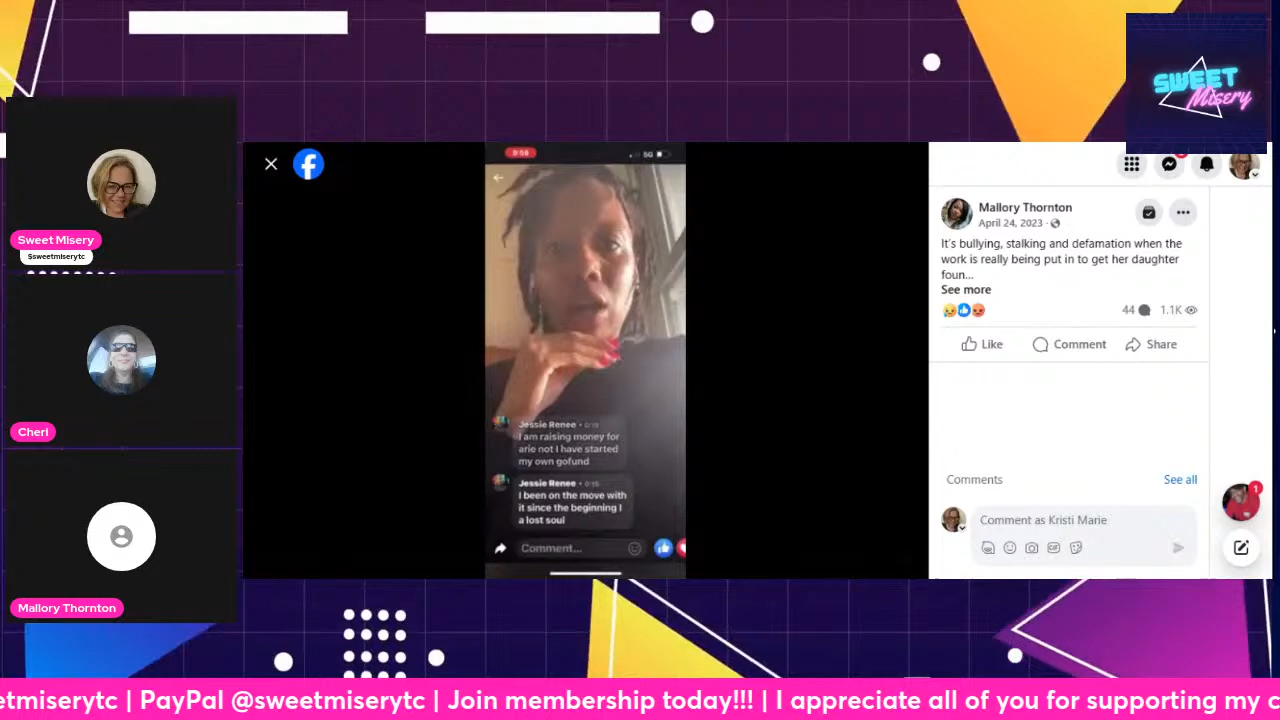 SWEET
Misery
Sweet Misery
$sweetmiserytc
Cherl
Mallory Thornton
5G
Jessie Renee
I am raising money for
arie not I have started
my own gofund
Jessie Renee
I been on the move with
it since the beginning I
a lost soul
Comment...
Mallory Thornton
April 24, 2023 ·
It's bullying, stalking and defamation when the
work is really being put in to get her daughter
foun...
See more
44
1.1K
Like
Comment
Share
Comments
See all
Comment as Kristi Marie
GIF
1
etmiserytc | PayPal @sweetmiserytc | Join membership today!!! | I appreciate all of you for supporting my c